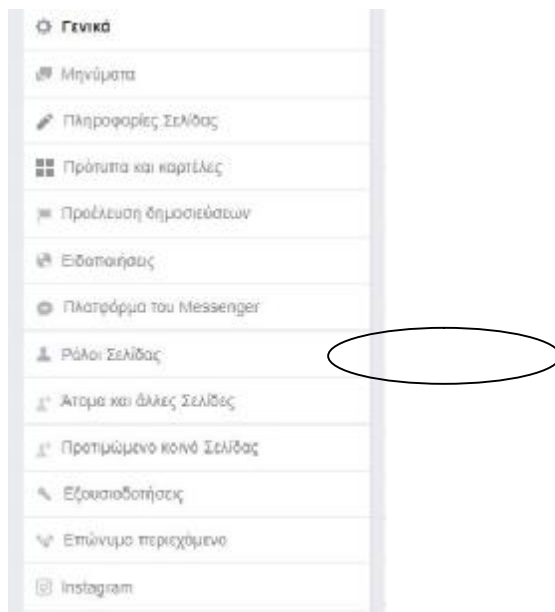 Γενικά
Μηνύματα
Πληροφορίες Σελίδας
Πρότυπα και καρτέλες
Προέλευση δημοσιεύσεων
Ειδοποιήσεις
Πλατφόρμα του Messenger
Ρόλοι Σελίδας
Άτομα και άλλες Σελίδες
Προτιμώμενο κοινό Σελίδας
Εξουσιοδοτήσεις
Επώνυμο περιεχόμενο
Instagram